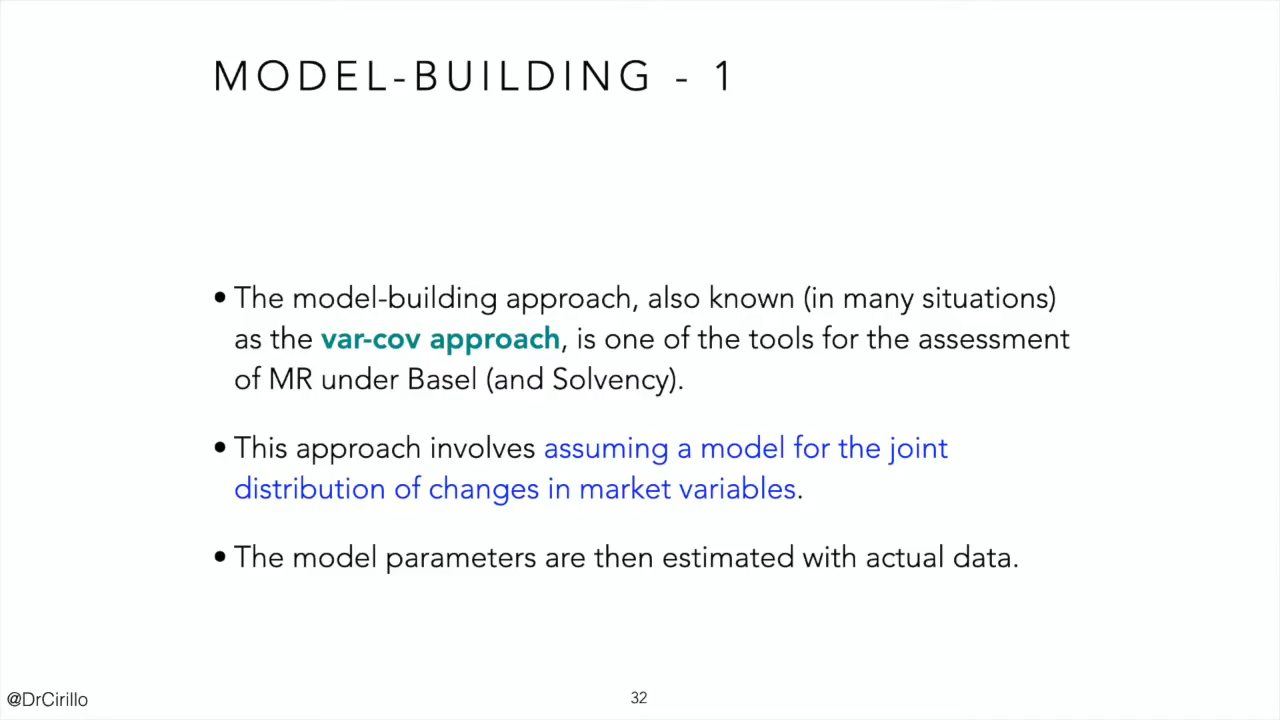 MODEL-BUILDING - 1
• The model-building approach, also known (in many situations)
as the var-cov approach, is one of the tools for the assessment
of MR under Basel (and Solvency).
• This approach involves assuming a model for the joint
distribution of changes in market variables.
• The model parameters are then estimated with actual data.
@DrCirillo
32